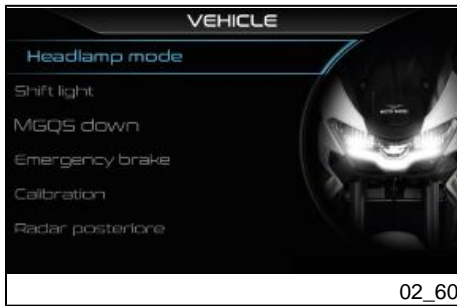 VEHICLE
Headlamp mode
Shift light
MGQS down
Emergency brake
Calibration
Radar posteriore
02_60